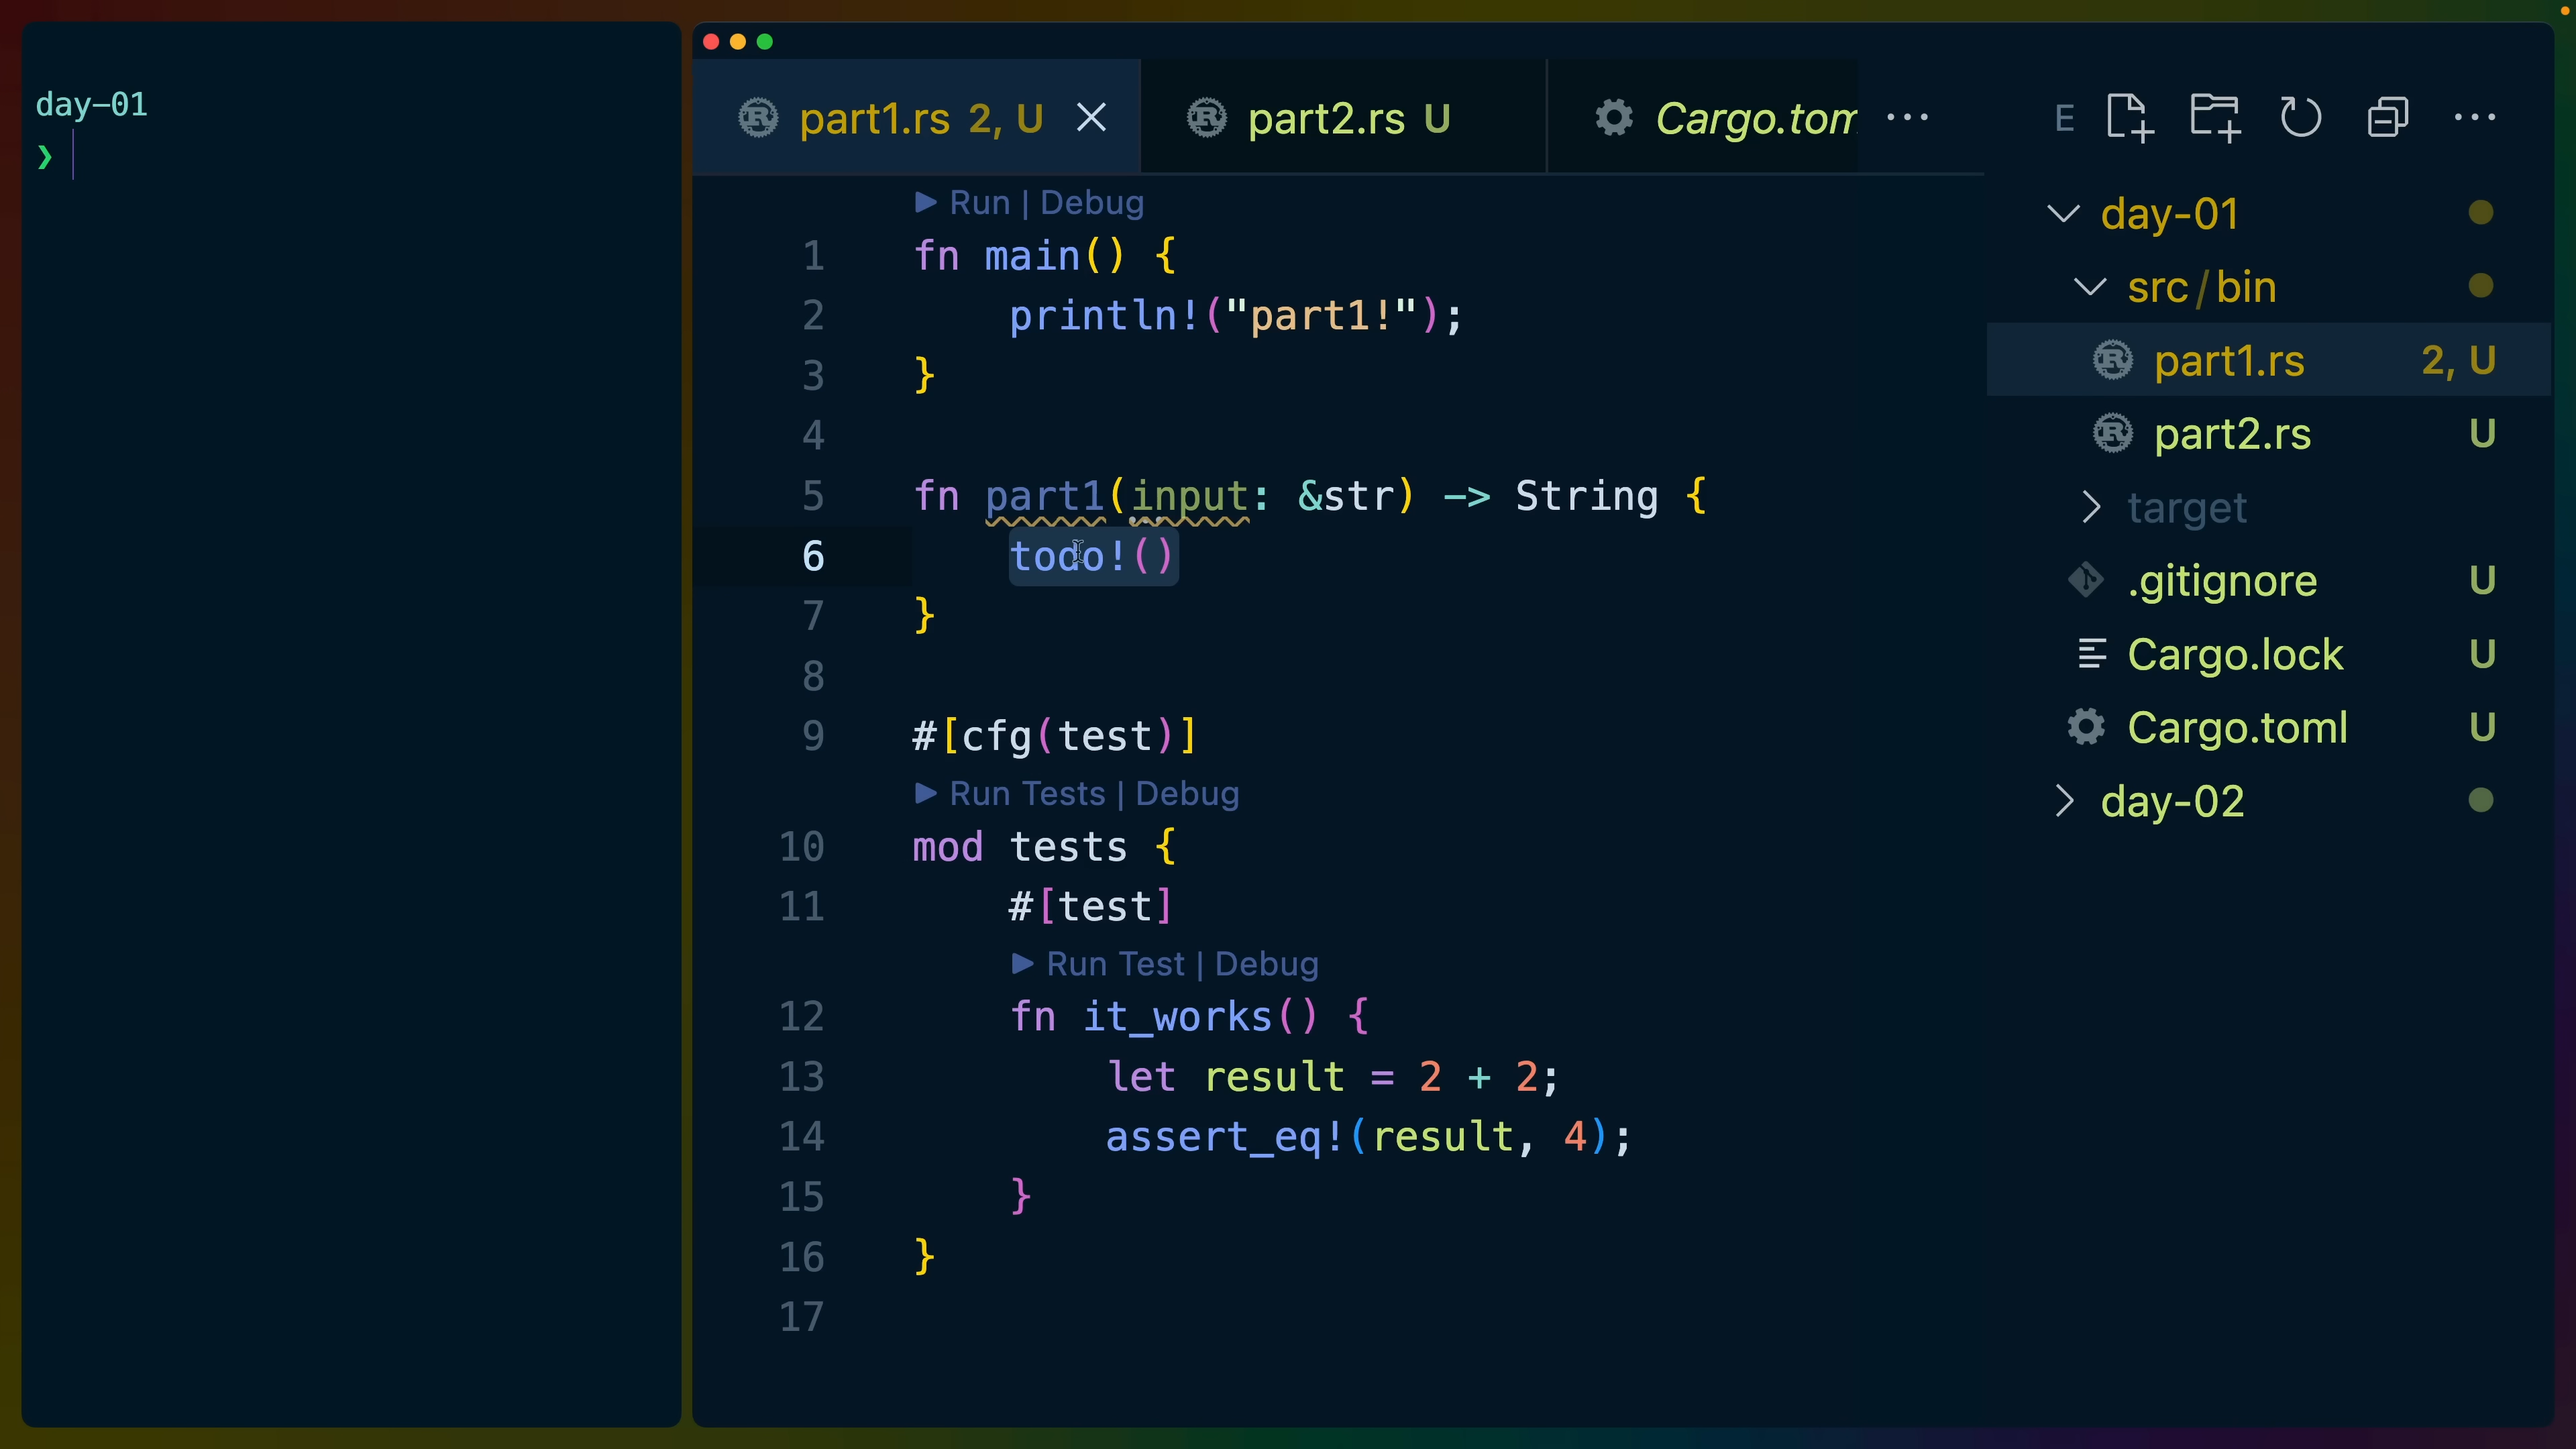 day-01
❯
part1.rs 2, U
part2.rs U
Cargo.tom
...
▶ Run | Debug
1 fn main() {
2 println!("part1!");
3 }
4
5 fn part1(input: &str) -> String {
6 todo!()
7 }
8
9 #[cfg(test)]
▶ Run Tests | Debug
10 mod tests {
11 #[test]
▶ Run Test | Debug
12 fn it_works() {
13 let result = 2 + 2;
14 assert_eq!(result, 4);
15 }
16 }
17
E
...
day-01
src/bin
part1.rs 2, U
part2.rs U
target
.gitignore U
Cargo.lock U
Cargo.toml U
day-02